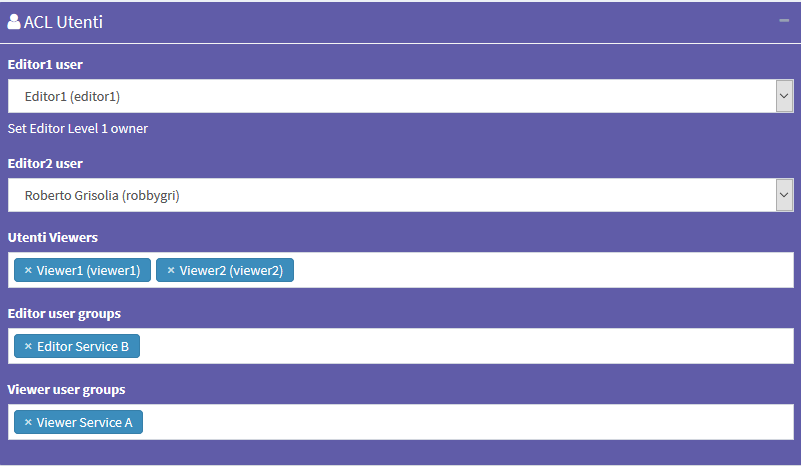 ACL Utenti
Editor1 user
Editor1 (editor1)
Set Editor Level 1 owner
Editor2 user
Roberto Grisolia (robbygri)
Utenti Viewers
× Viewer1 (viewer1) × Viewer2 (viewer2)
Editor user groups
× Editor Service B
Viewer user groups
× Viewer Service A